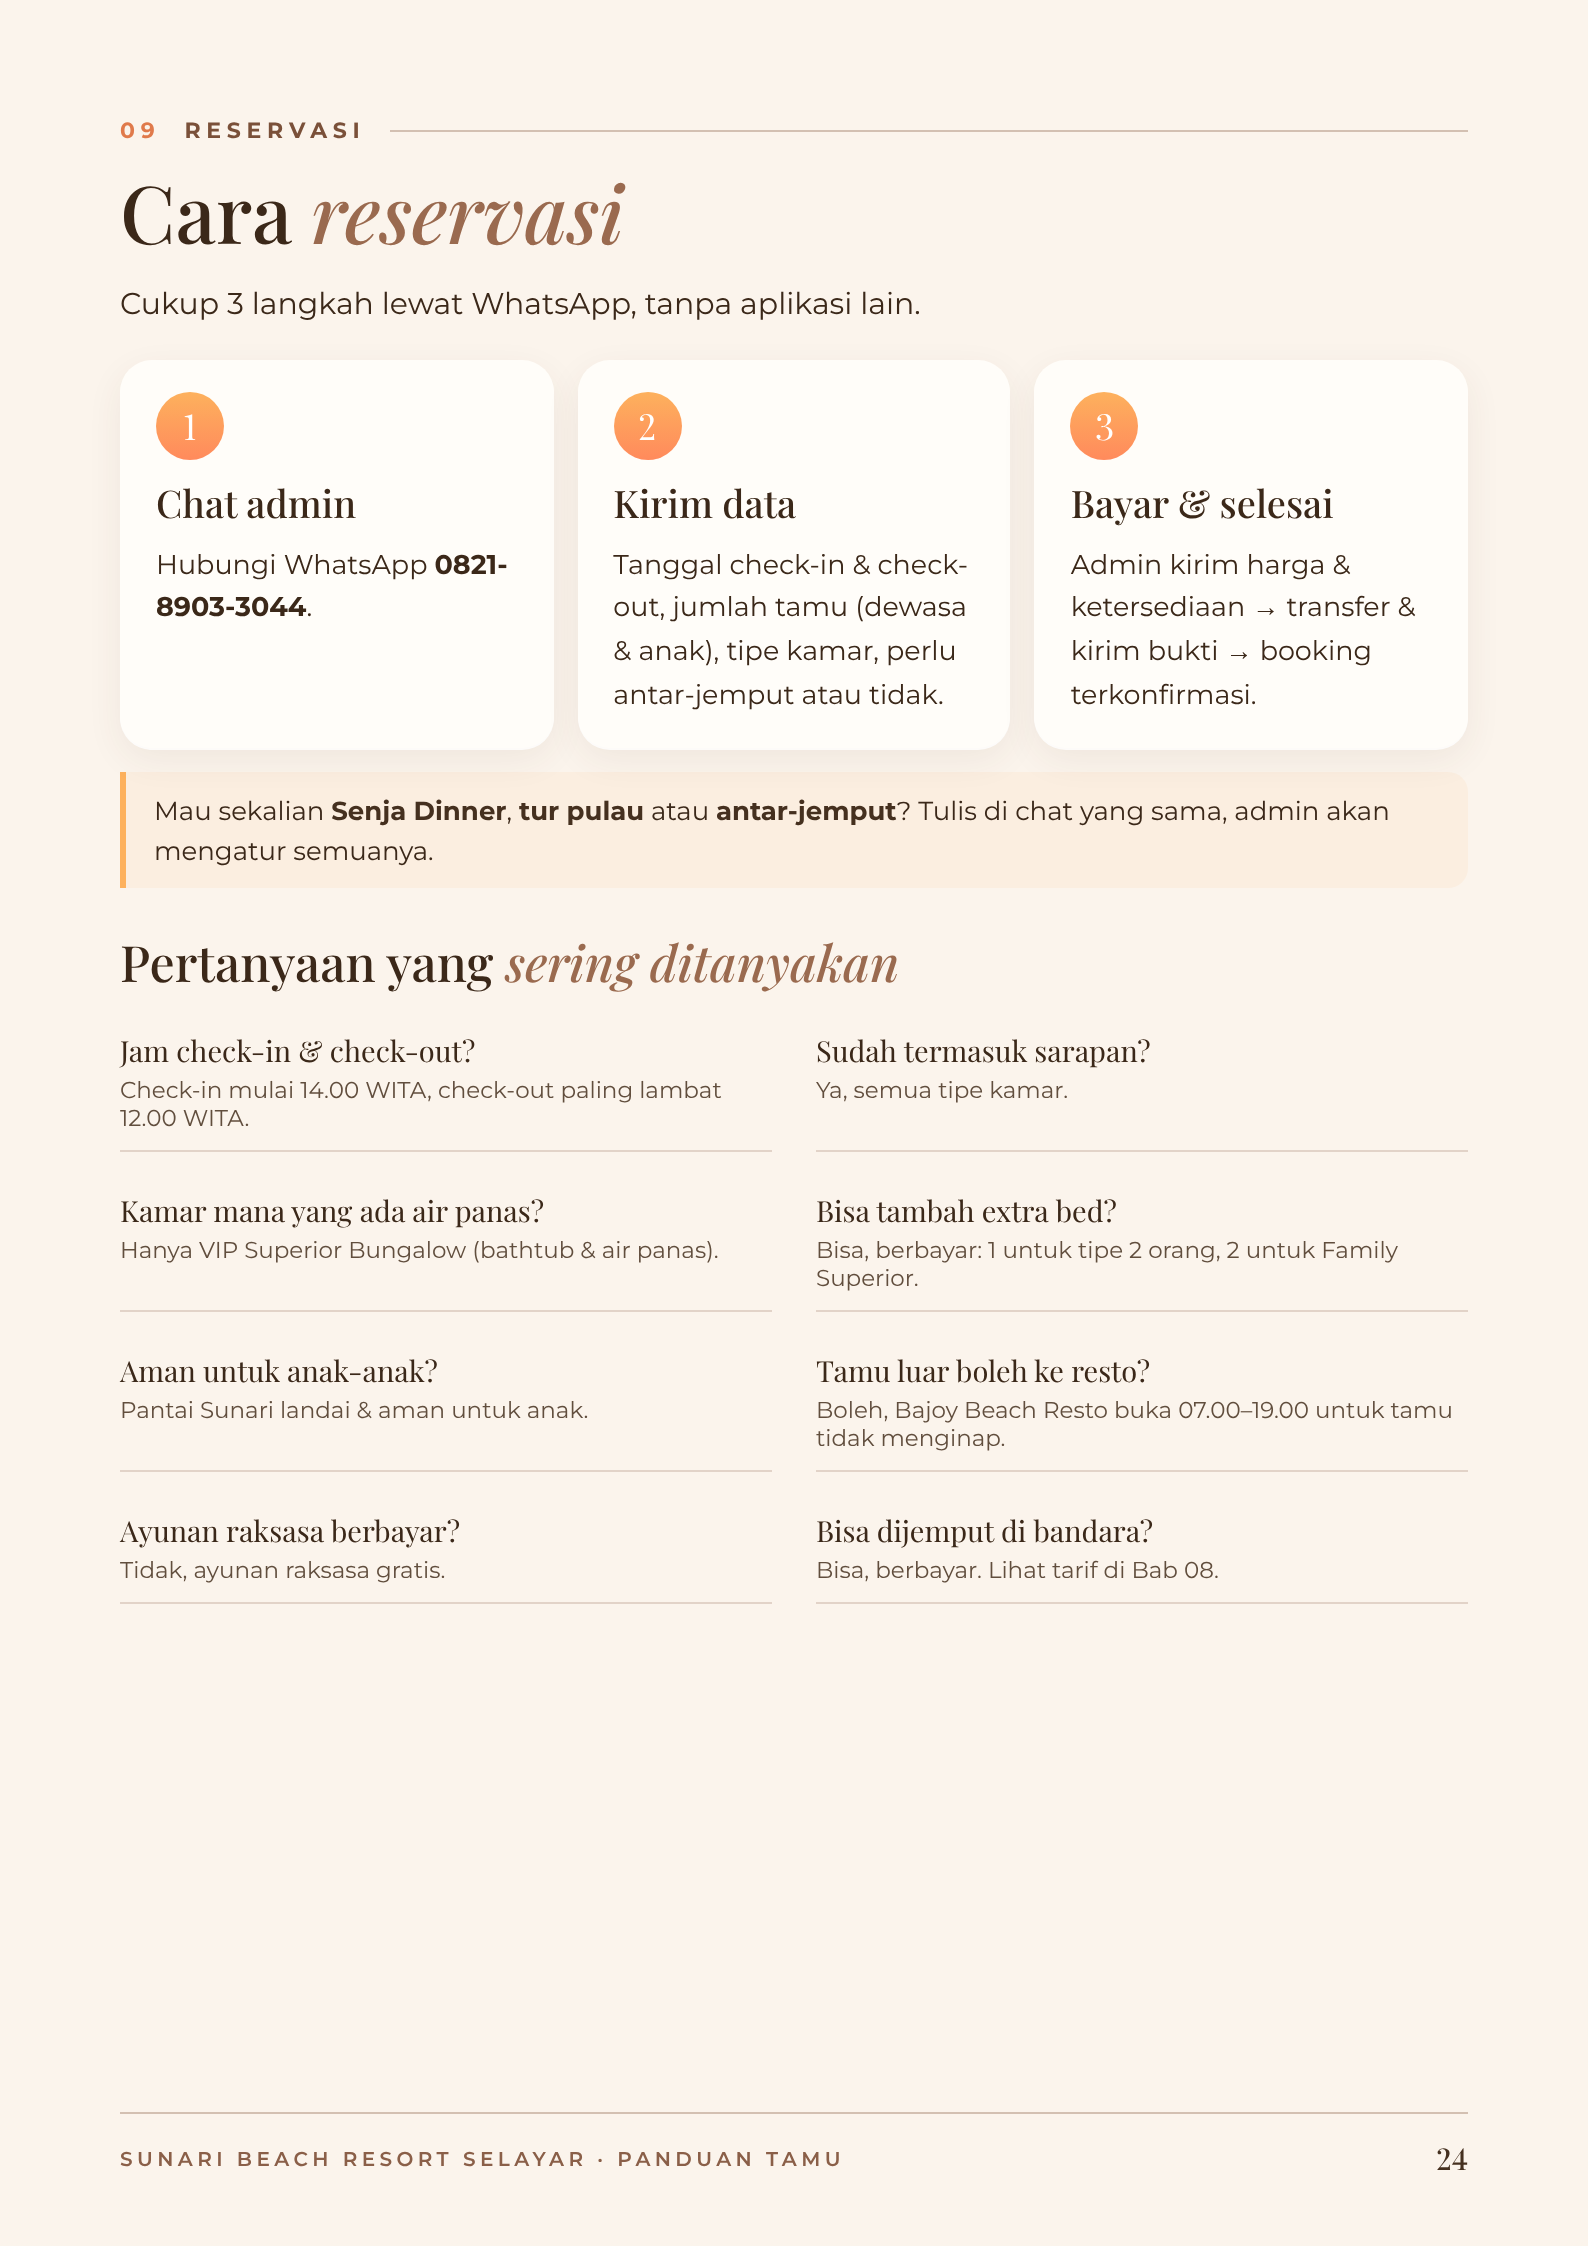 09 RESERVASI
Cara reservasi
Cukup 3 langkah lewat WhatsApp, tanpa aplikasi lain.
1
Chat admin
Hubungi WhatsApp 0821-
8903-3044.
2
Kirim data
Tanggal check-in & check-
out, jumlah tamu (dewasa
& anak), tipe kamar, perlu
antar-jemput atau tidak.
3
Bayar & selesai
Admin kirim harga &
ketersediaan → transfer &
kirim bukti → booking
terkonfirmasi.
Mau sekalian Senja Dinner, tur pulau atau antar-jemput? Tulis di chat yang sama, admin akan
mengatur semuanya.
Pertanyaan yang sering ditanyakan
Jam check-in & check-out?
Check-in mulai 14.00 WITA, check-out paling lambat
12.00 WITA.
Sudah termasuk sarapan?
Ya, semua tipe kamar.
Kamar mana yang ada air panas?
Hanya VIP Superior Bungalow (bathtub & air panas).
Bisa tambah extra bed?
Bisa, berbayar: 1 untuk tipe 2 orang, 2 untuk Family
Superior.
Aman untuk anak-anak?
Pantai Sunari landai & aman untuk anak.
Tamu luar boleh ke resto?
Boleh, Bajoy Beach Resto buka 07.00–19.00 untuk tamu
tidak menginap.
Ayunan raksasa berbayar?
Tidak, ayunan raksasa gratis.
Bisa dijemput di bandara?
Bisa, berbayar. Lihat tarif di Bab 08.
SUNARI BEACH RESORT SELAYAR · PANDUAN TAMU
24